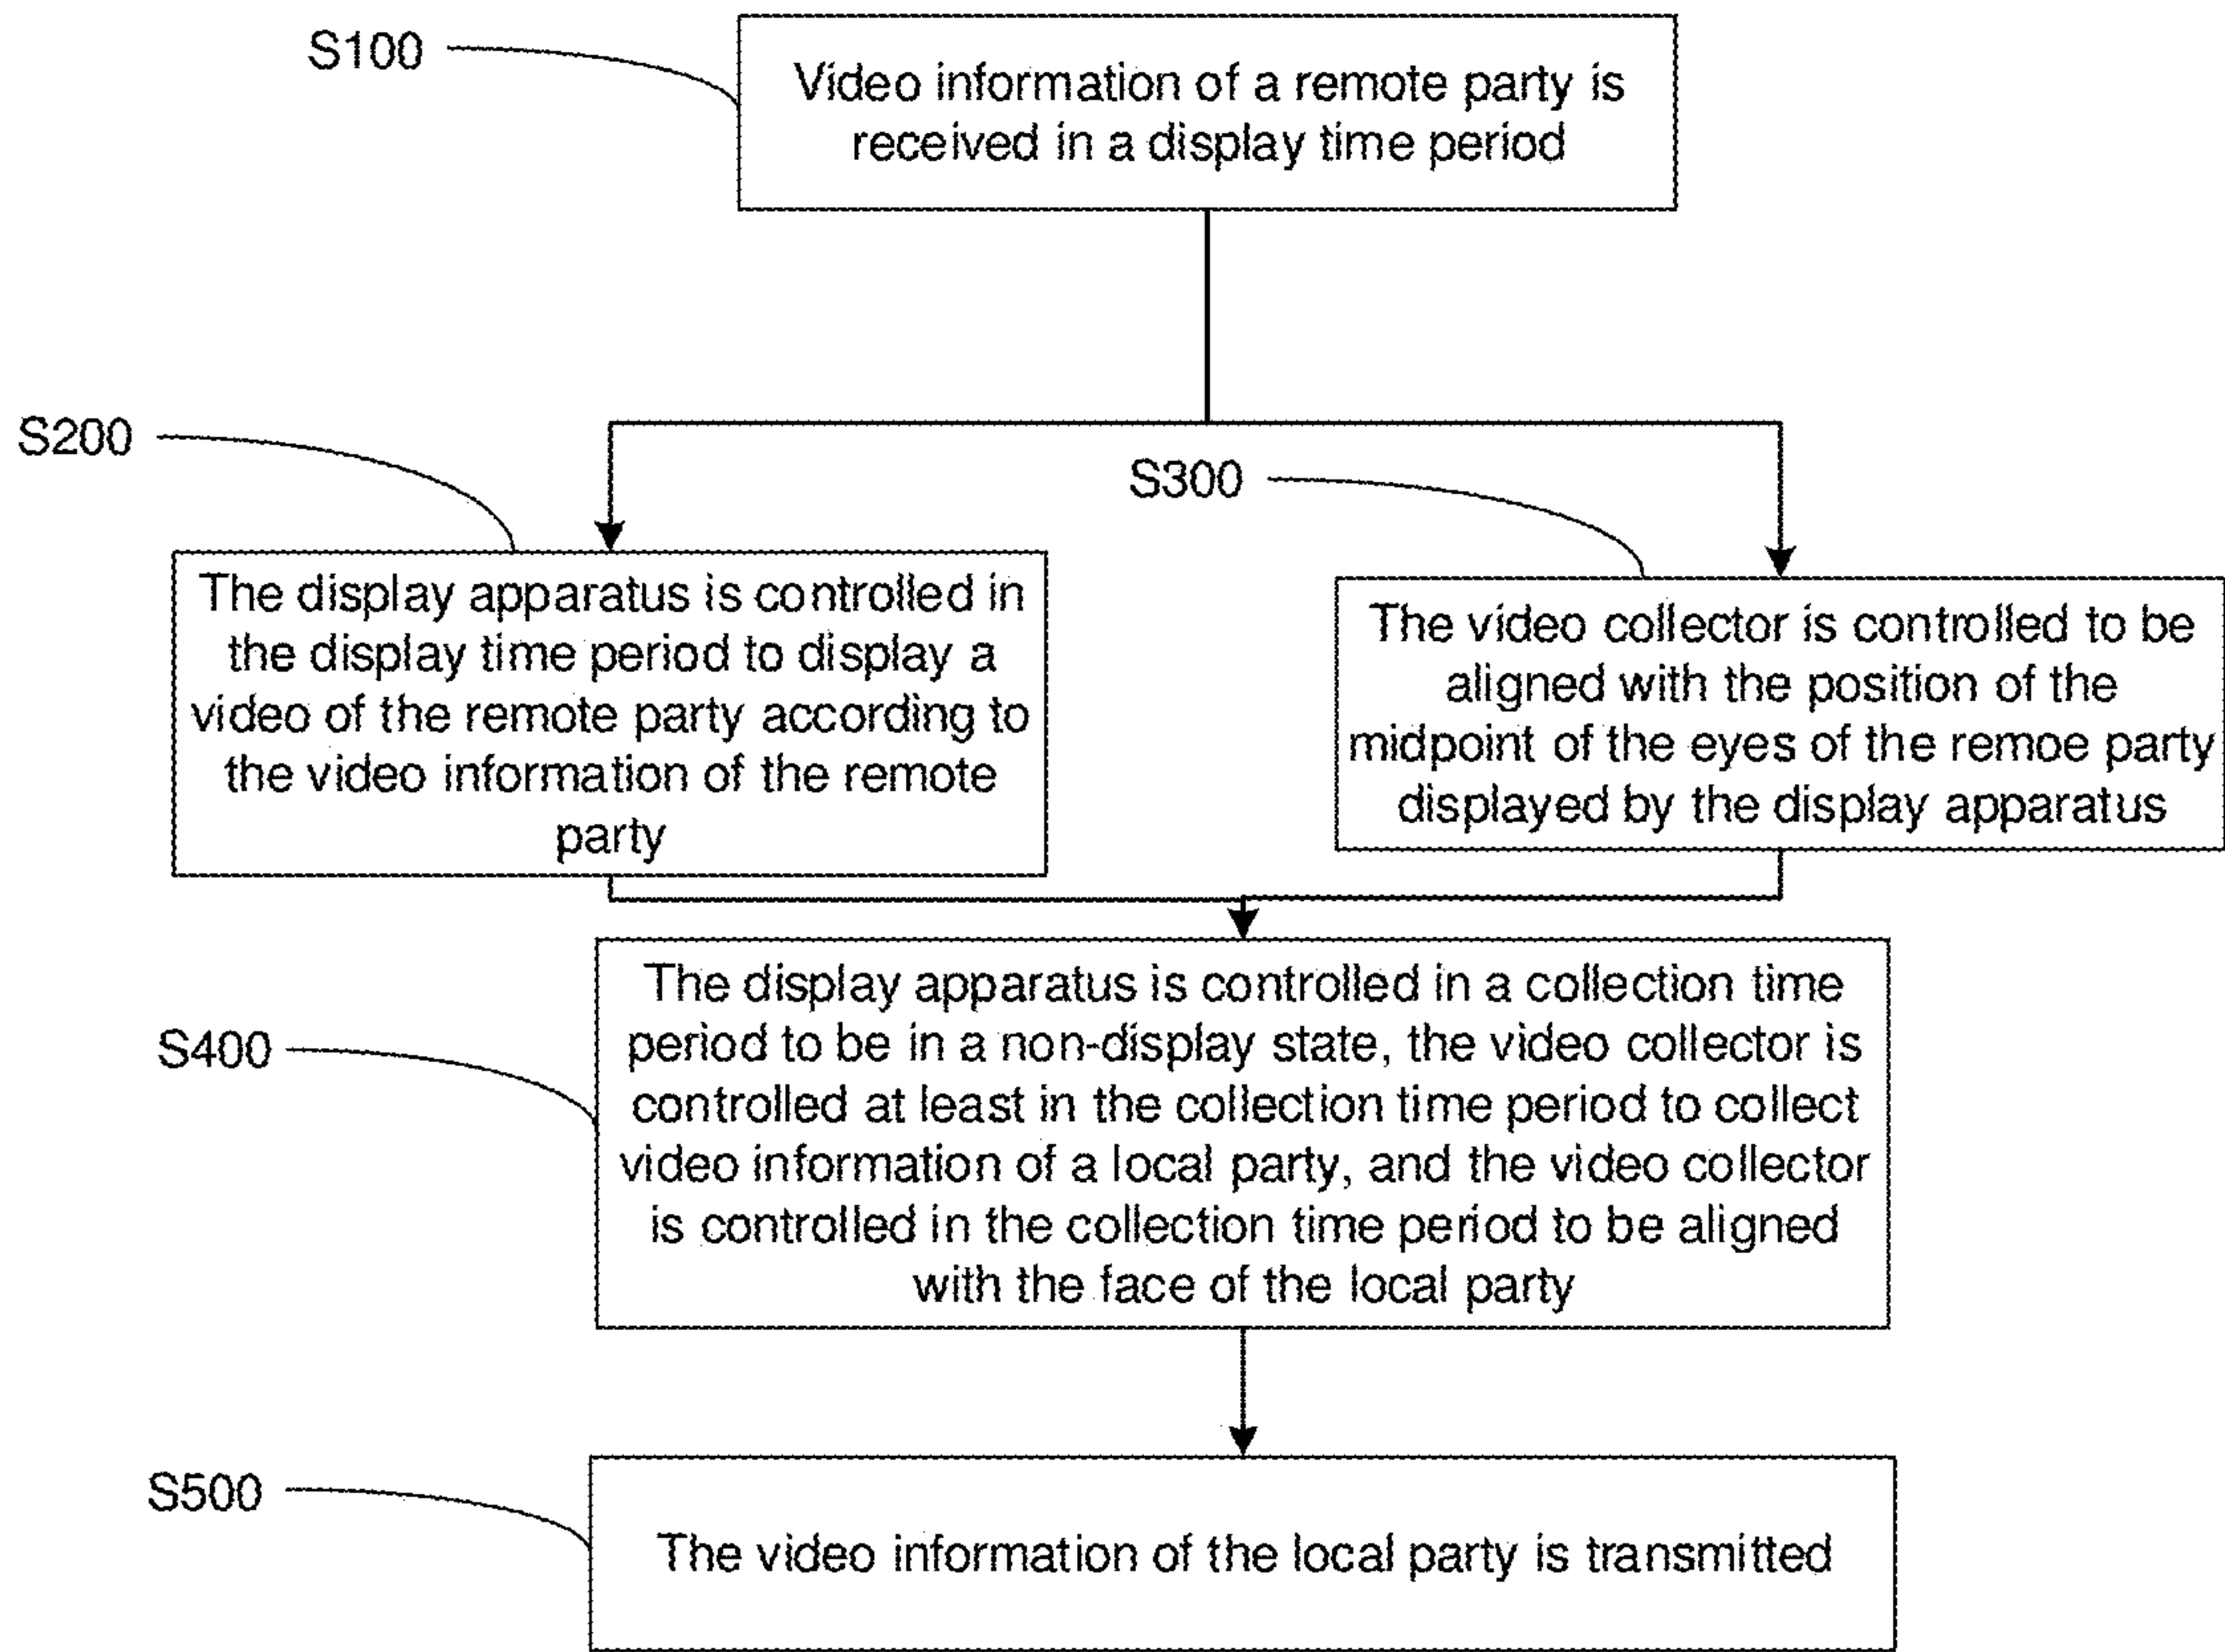 S100
Video information of a remote party is
received in a display time period
S200
The display apparatus is controlled in
the display time period to display a
video of the remote party according to
the video information of the remote
party
S300
The video collector is controlled to be
aligned with the position of the
midpoint of the eyes of the remoe party
displayed by the display apparatus
S400
The display apparatus is controlled in a collection time
period to be in a non-display state, the video collector is
controlled at least in the collection time period to collect
video information of a local party, and the video collector
is controlled in the collection time period to be aligned
with the face of the local party
S500
The video information of the local party is transmitted